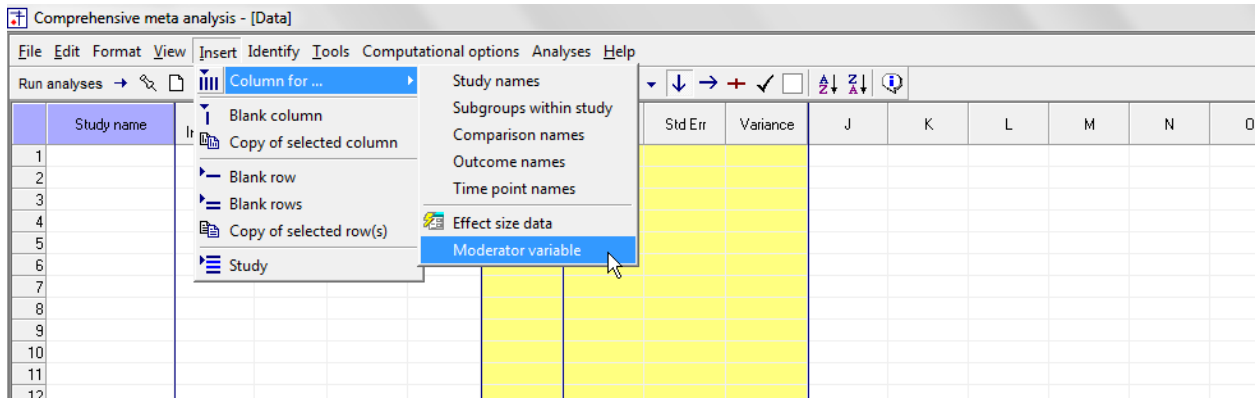 Comprehensive meta analysis - [Data]
File Edit Format View Insert Identify Tools Computational options Analyses Help
Run analyses
Column for ...
Blank column
Copy of selected column
Blank row
Blank rows
Copy of selected row(s)
Study
Study names
Subgroups within study
Comparison names
Outcome names
Time point names
Effect size data
Moderator variable
Study name Std Err Variance J K L M N O
1
2
3
4
5
6
7
8
9
10
11
12